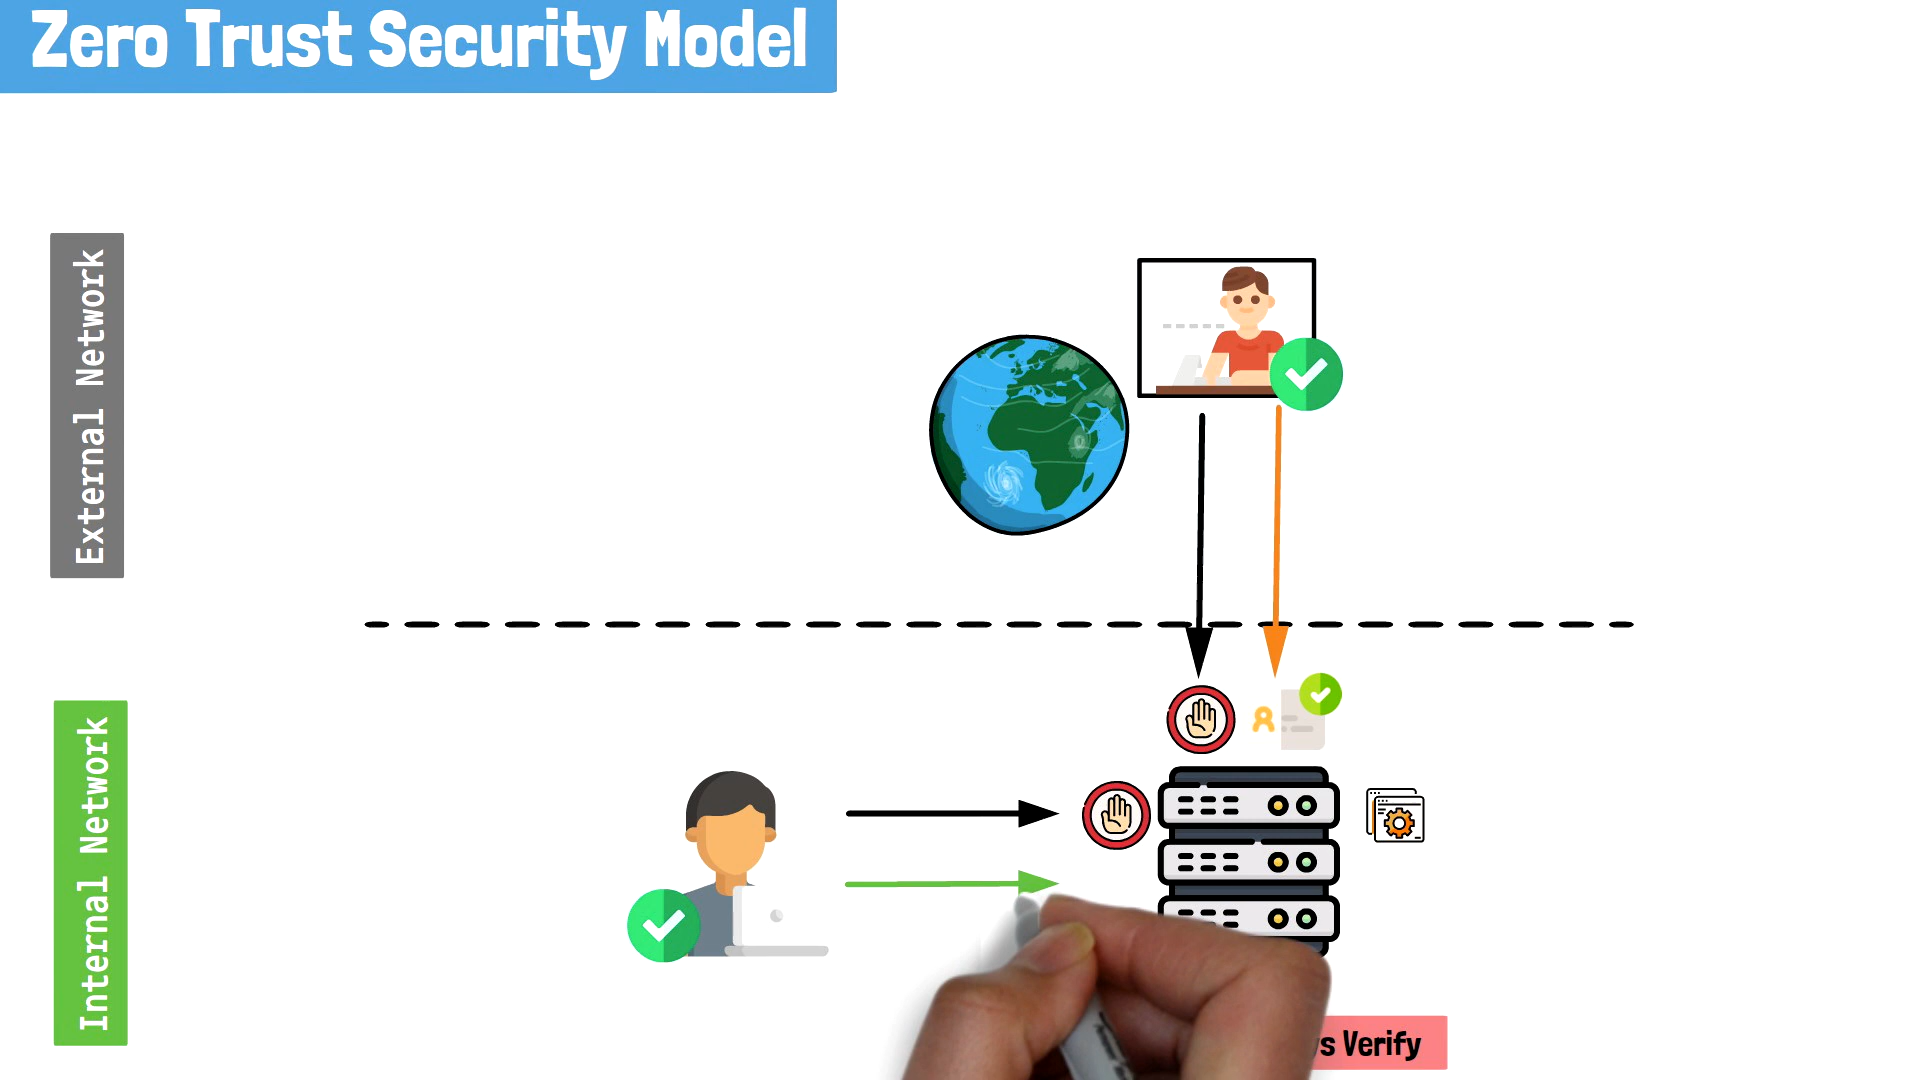 Zero Trust Security Model
External Network
Internal Network
Verify